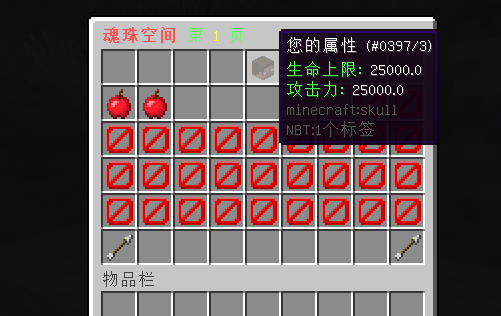 魂珠空间 第 1 页
您的属性 (#0397/3)
生命上限: 25000.0
攻击力: 25000.0
minecraft:skull
NBT:1个标签
物品栏